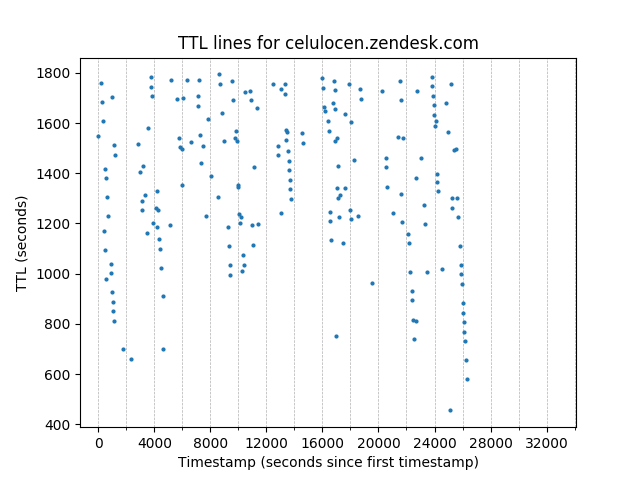 TTL lines for celulocen.zendesk.com
TTL (seconds)
1800
1600
1400
1200
1000
800
600
400
0 4000 8000 12000 16000 20000 24000 28000 32000
Timestamp (seconds since first timestamp)